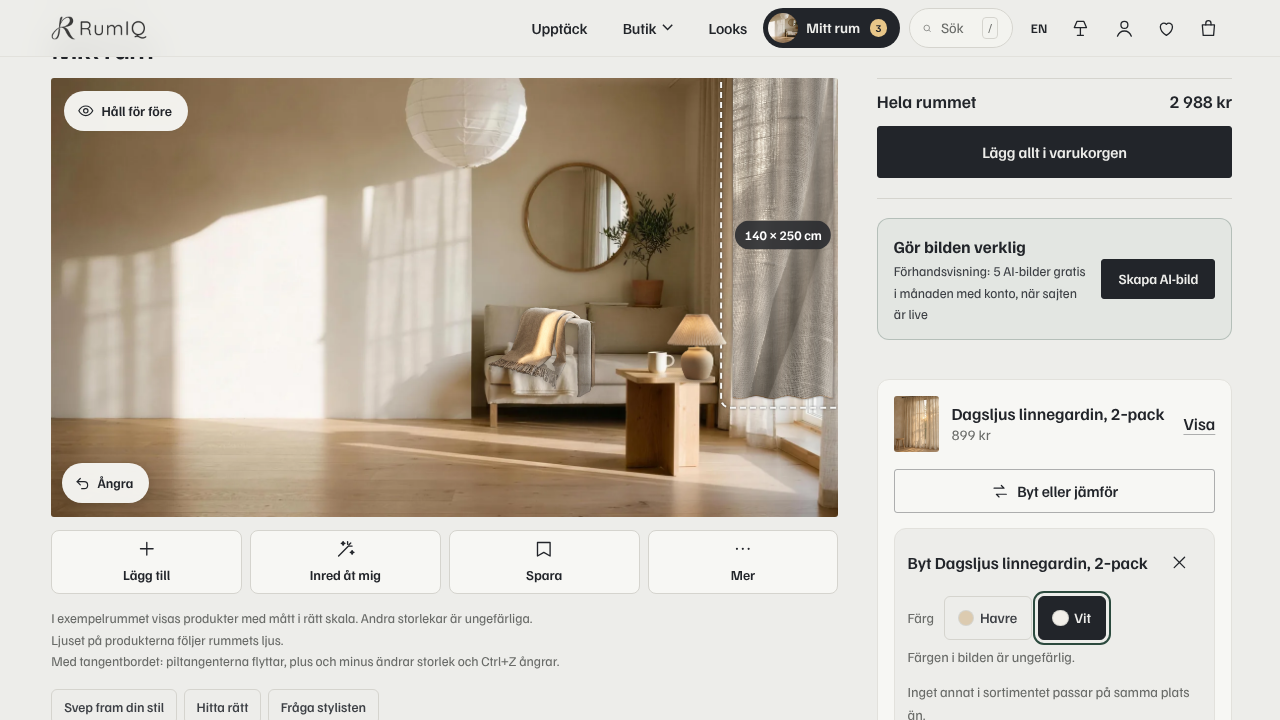 RumIQ
Upptäck
Butik
Looks
Mitt rum
3
Sök
/
EN
Håll för före
140 × 250 cm
Ångra
Lägg till
Inred åt mig
Spara
Mer
I exempelrummet visas produkter med mått i rätt skala. Andra storlekar är ungefärliga.
Ljuset på produkterna följer rummets ljus.
Med tangentbordet: piltangenterna flyttar, plus och minus ändrar storlek och Ctrl+Z ångrar.
Svep fram din stil
Hitta rätt
Fråga stylisten
Hela rummet
2 988 kr
Lägg allt i varukorgen
Gör bilden verklig
Förhandsvisning: 5 AI-bilder gratis
i månaden med konto, när sajten
är live
Skapa AI-bild
Dagsljus linnegardin, 2-pack
899 kr
Visa
Byt eller jämför
Byt Dagsljus linnegardin, 2-pack
Färg
Havre
Vit
Färgen i bilden är ungefärlig.
Inget annat i sortimentet passar på samma plats
än.